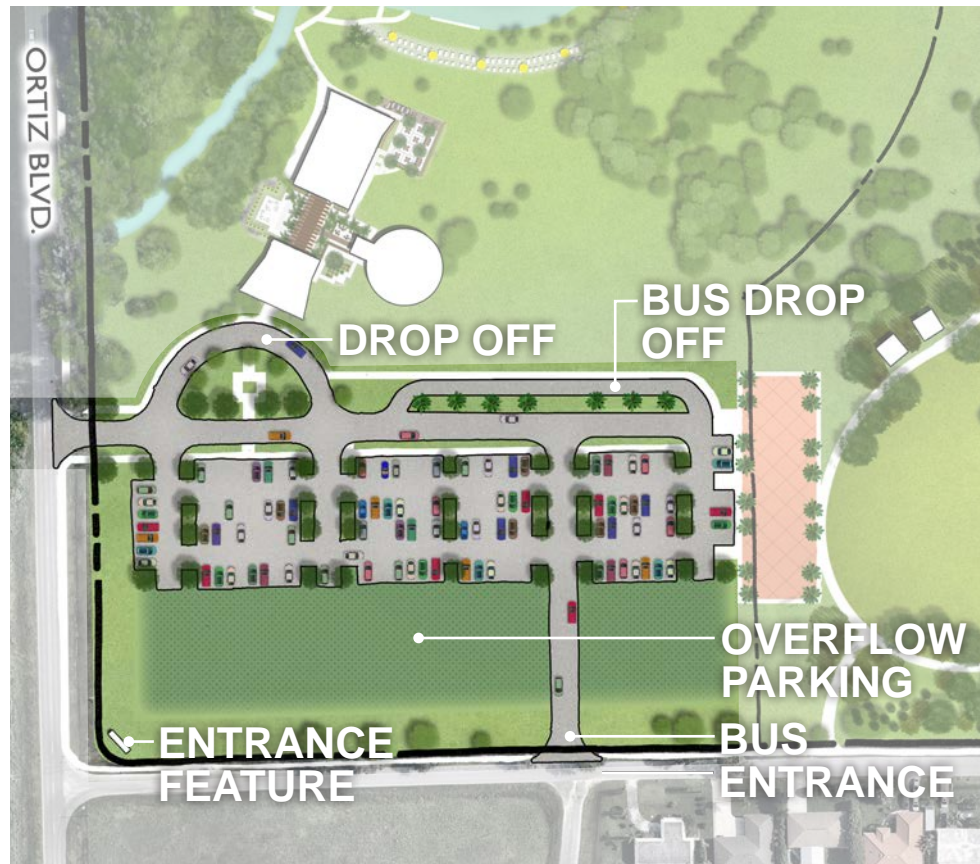 ORTIZ BLVD.
DROP OFF
BUS DROP
OFF
OVERFLOW
PARKING
ENTRANCE
FEATURE
BUS
ENTRANCE